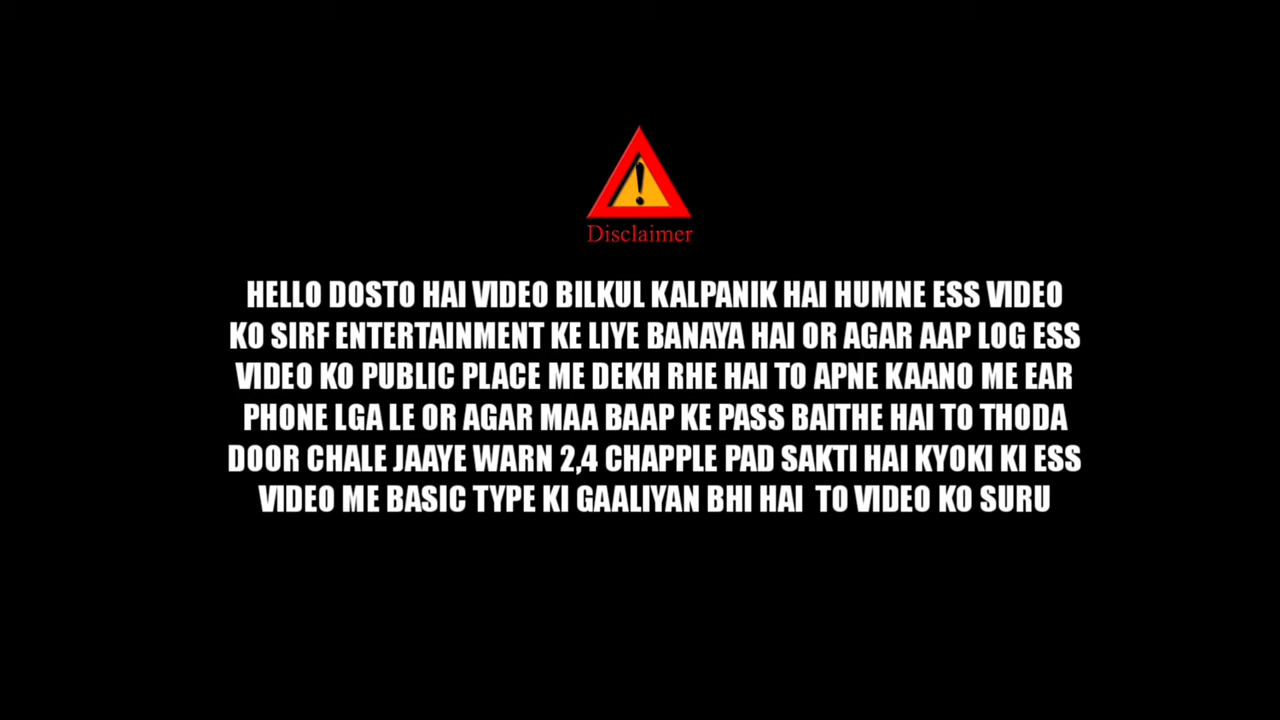 Disclaimer
HELLO DOSTO HAI VIDEO BILKUL KALPANIK HAI HUMNE ESS VIDEO
KO SIRF ENTERTAINMENT KE LIYE BANAYA HAI OR AGAR AAP LOG ESS
VIDEO KO PUBLIC PLACE ME DEKH RHE HAI TO APNE KAANO ME EAR
PHONE LGA LE OR AGAR MAA BAAP KE PASS BAITHE HAI TO THODA
DOOR CHALE JAAYE WARN 2,4 CHAPPLE PAD SAKTI HAI KYOKI KI ESS
VIDEO ME BASIC TYPE KI GAALIYAN BHI HAI  TO VIDEO KO SURU